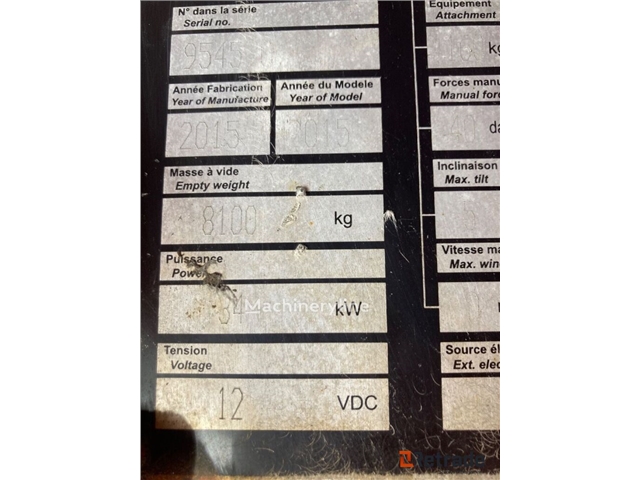 N° dans la série
Serial no.
Année Fabrication
Year of Manufacture
2015
Année du Modele
Year of Model
2015
Masse à vide
Empty weight
8100 kg
Puissance
Power
kW
Tension
Voltage
12 VDC
Equipement
Attachment
kg
Forces manu
Manual forc
da
Inclinaison
Max. tilt
Vitesse ma
Max. win
Source él
Ext. elec
Machineryline